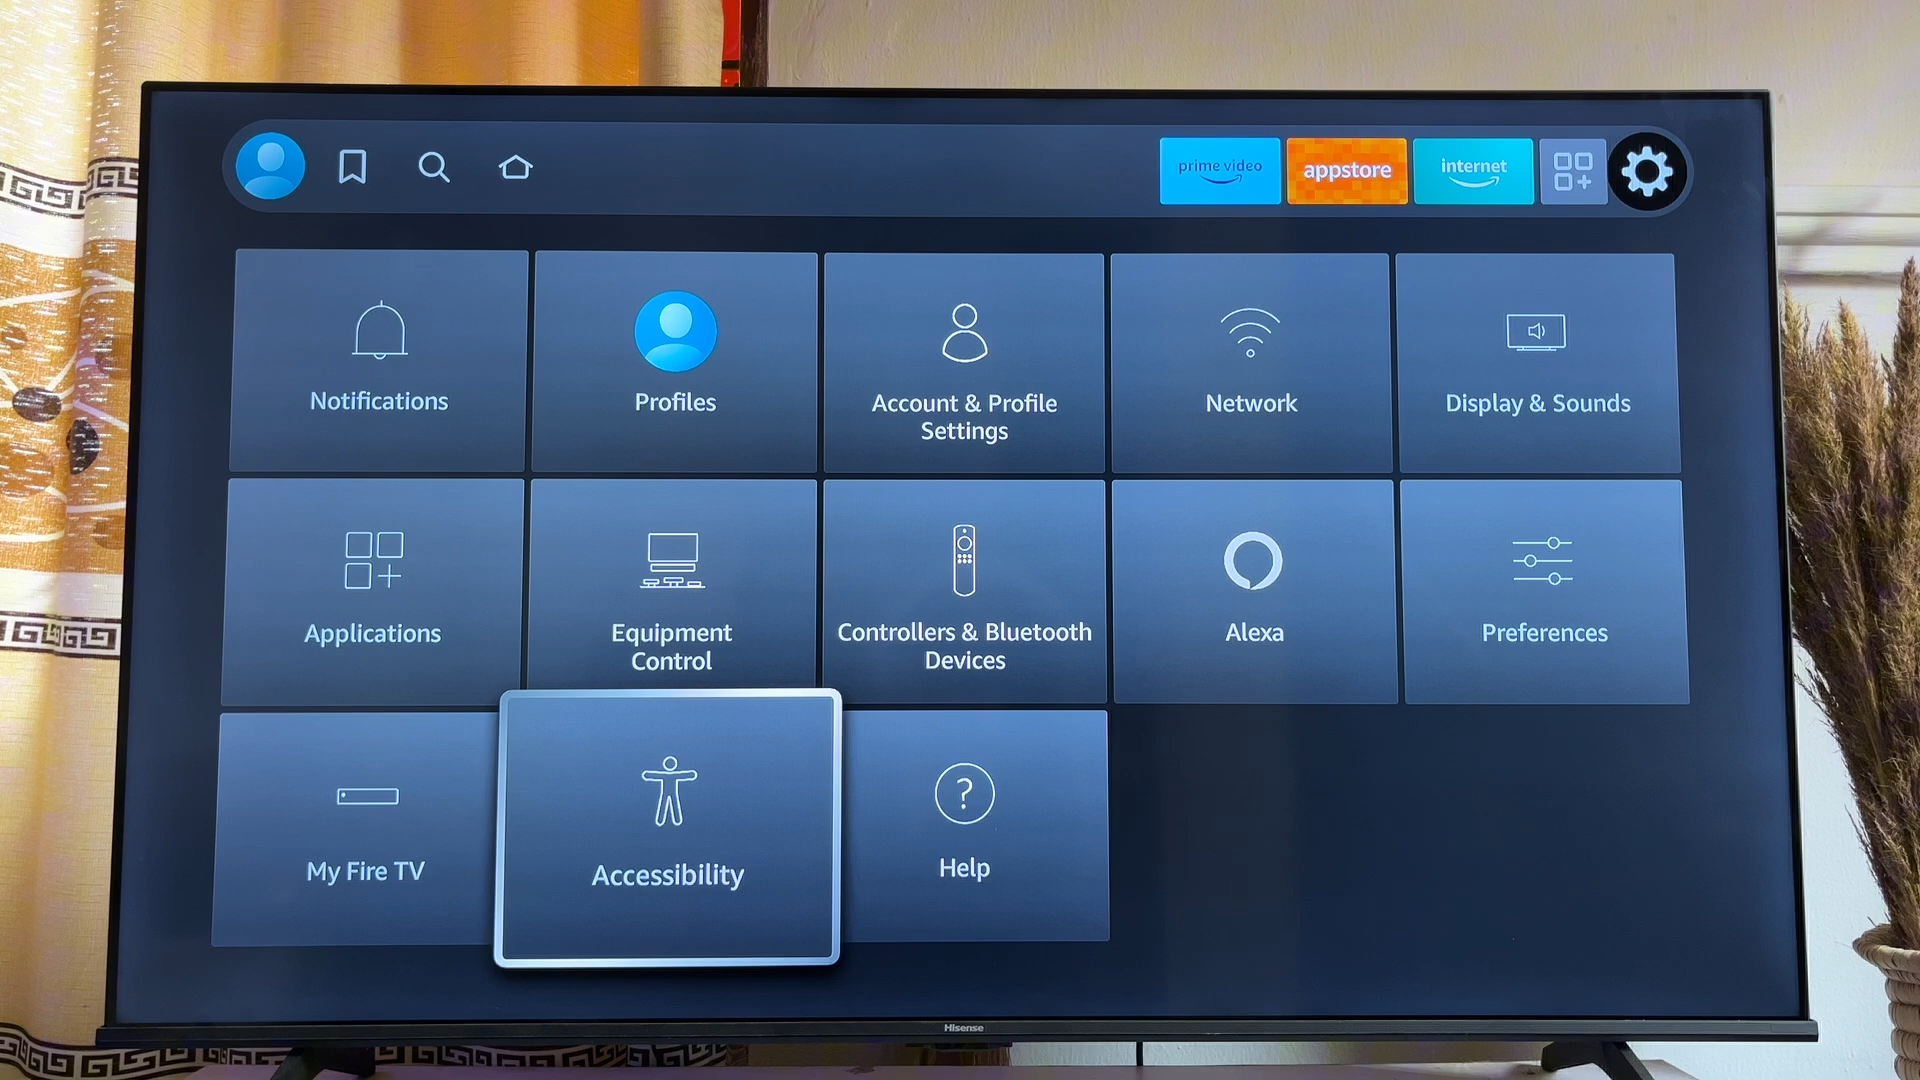 prime video
appstore
internet
Notifications
Profiles
Account & Profile
Settings
Network
Display & Sounds
Applications
Equipment
Control
Controllers & Bluetooth
Devices
Alexa
Preferences
My Fire TV
Accessibility
?
Help
Hisense